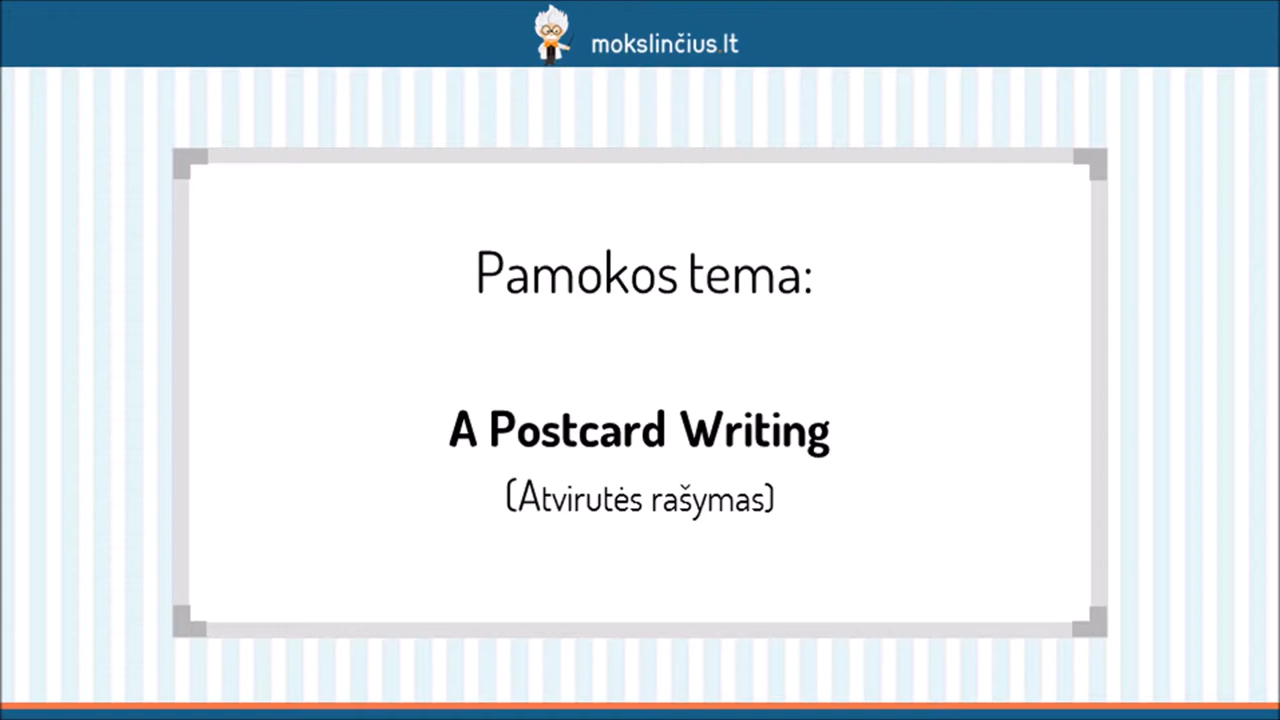 mokslinčius.lt
Pamokos tema:
A Postcard Writing
(Atvirutės rašymas)